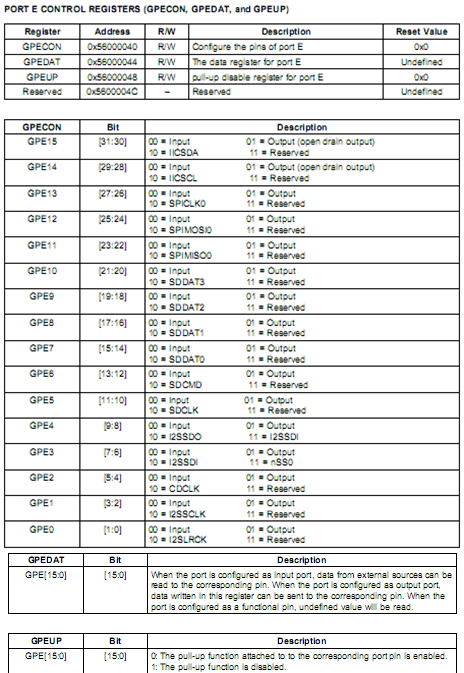 PORT E CONTROL REGISTERS (GPECON, GPEDAT, and GPEUP)
Register Address R/W Description Reset Value
GPECON 0x56000040 R/W Configure the pins of port E 0x0
GPEDAT 0x56000044 R/W The data register for port E Undefined
GPEUP 0x56000048 R/W pull-up disable register for port E 0x0
Reserved 0x5600004C – Reserved Undefined
GPECON Bit Description
GPE15 [31:30] 00 = Input 01 = Output (open drain output)
10 = IICSDA 11 = Reserved
GPE14 [29:28] 00 = Input 01 = Output (open drain output)
10 = IICSCL 11 = Reserved
GPE13 [27:26] 00 = Input 01 = Output
10 = SPICLK0 11 = Reserved
GPE12 [25:24] 00 = Input 01 = Output
10 = SPIMOSI0 11 = Reserved
GPE11 [23:22] 00 = Input 01 = Output
10 = SPIMISO0 11 = Reserved
GPE10 [21:20] 00 = Input 01 = Output
10 = SDDAT3 11 = Reserved
GPE9 [19:18] 00 = Input 01 = Output
10 = SDDAT2 11 = Reserved
GPE8 [17:16] 00 = Input 01 = Output
10 = SDDAT1 11 = Reserved
GPE7 [15:14] 00 = Input 01 = Output
10 = SDDAT0 11 = Reserved
GPE6 [13:12] 00 = Input 01 = Output
10 = SDCMD 11 = Reserved
GPE5 [11:10] 00 = Input 01 = Output
10 = SDCLK 11 = Reserved
GPE4 [9:8] 00 = Input 01 = Output
10 = I2SSDO 11 = I2SSDI
GPE3 [7:6] 00 = Input 01 = Output
10 = I2SSDI 11 = nSS0
GPE2 [5:4] 00 = Input 01 = Output
10 = CDCLK 11 = Reserved
GPE1 [3:2] 00 = Input 01 = Output
10 = I2SSCLK 11 = Reserved
GPE0 [1:0] 00 = Input 01 = Output
10 = I2SLRCK 11 = Reserved
GPEDAT Bit Description
GPE[15:0] [15:0] When the port is configured as input port, data from external sources can be
read to the corresponding pin. When the port is configured as output port,
data written in this register can be sent to the corresponding pin. When the
port is configured as a functional pin, undefined value will be read.
GPEUP Bit Description
GPE[15:0] [15:0] 0: The pull-up function attached to to the corresponding port pin is enabled.
1: The pull-up function is disabled.